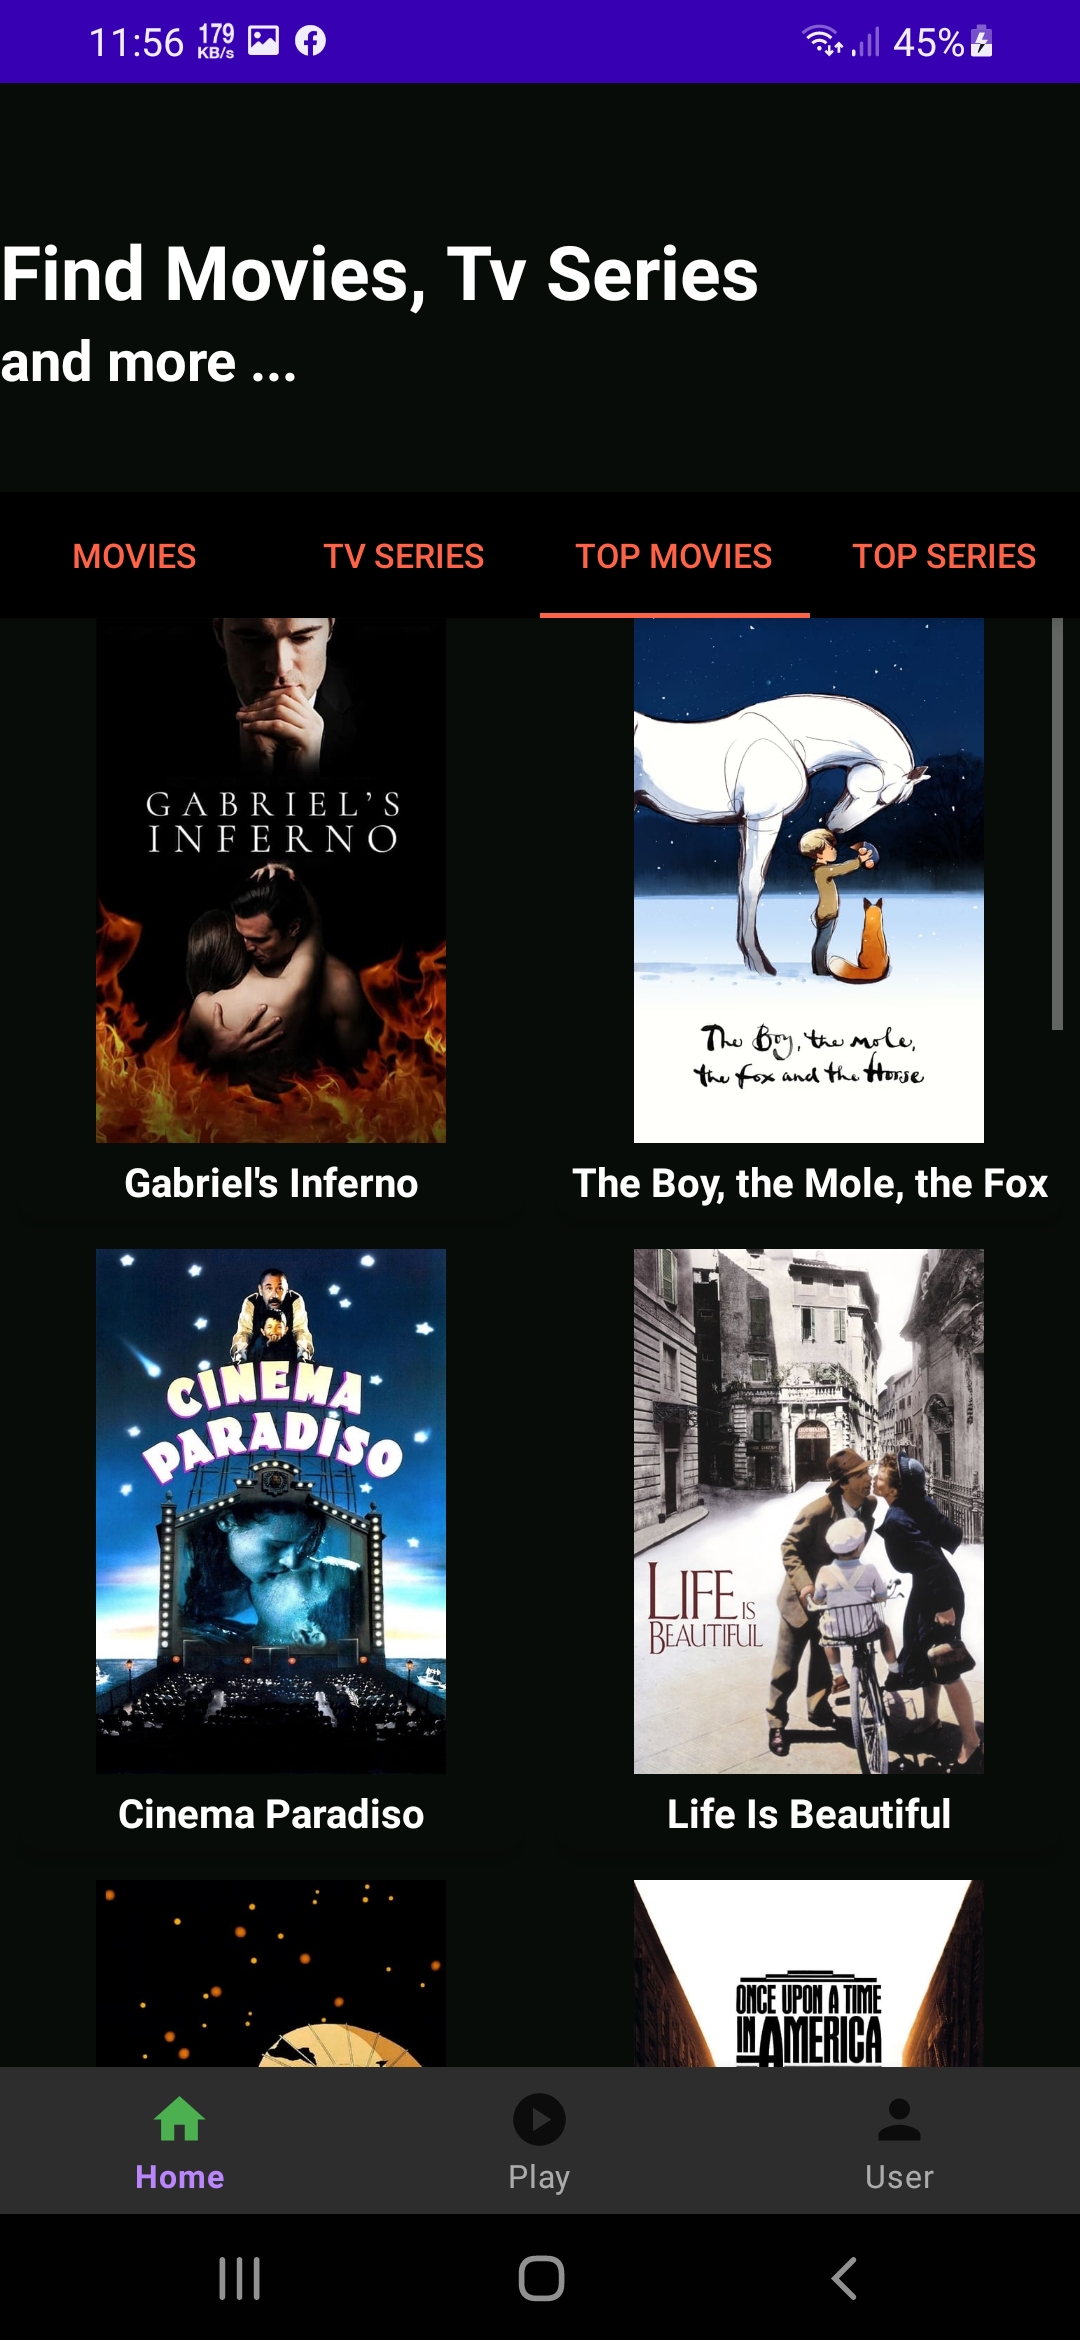 11:56 179 KB/s 45%
Find Movies, Tv Series
and more ...
MOVIES TV SERIES TOP MOVIES TOP SERIES
GABRIEL'S
INFERNO
The Boy, the mole,
the fox and the Horse
Gabriel's Inferno The Boy, the Mole, the Fox
CINEMA
PARADISO
LIFE IS
BEAUTIFUL
Cinema Paradiso Life Is Beautiful
ONCE UPON A TIME
IN AMERICA
Home Play User